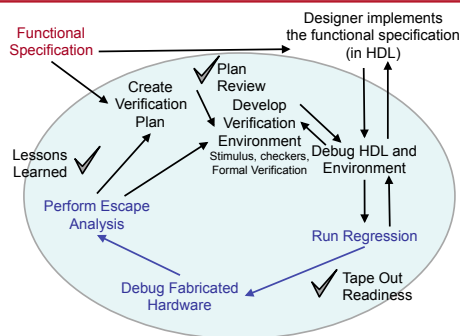 Functional
Specification
Designer implements
the functional specification
(in HDL)
Create
Verification
Plan
Plan
Review
Develop
Verification
Environment
Stimulus, checkers,
Formal Verification
Debug HDL and
Environment
Lessons
Learned
Perform Escape
Analysis
Run Regression
Debug Fabricated
Hardware
Tape Out
Readiness